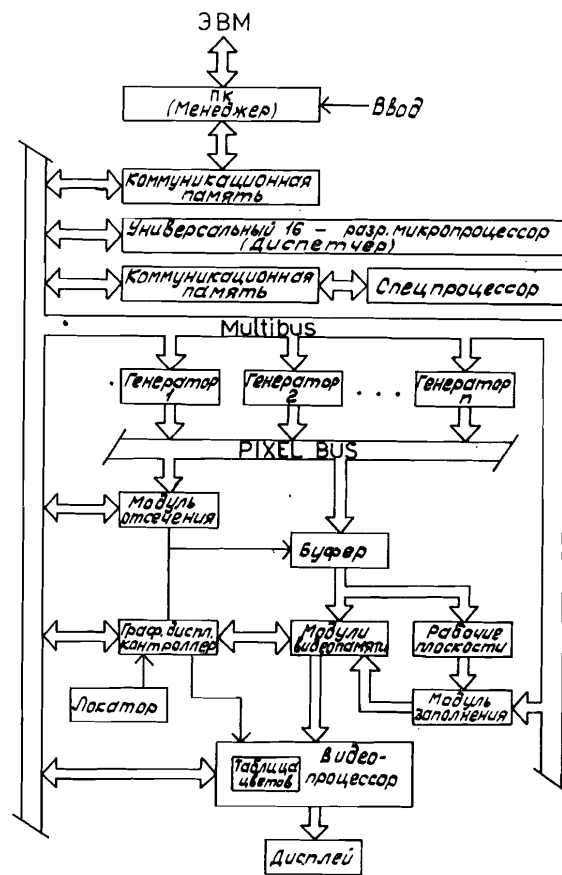 ЭВМ
ПК
(Менеджер)
Ввод
Коммуникационная
память
Универсальный 16 - разр. микропроцессор
(Диспетчер)
Коммуникационная
память
Спецпроцессор
Multibus
Генератор
1
Генератор
2
. . .
Генератор
n
PIXEL BUS
Модуль
отсечения
Буфер
Граф. диспл.
контроллер
Модули
видеопамяти
Рабочие
плоскости
Локатор
Модуль
заполнения
Таблица
цветов
Видео-
процессор
Дисплей